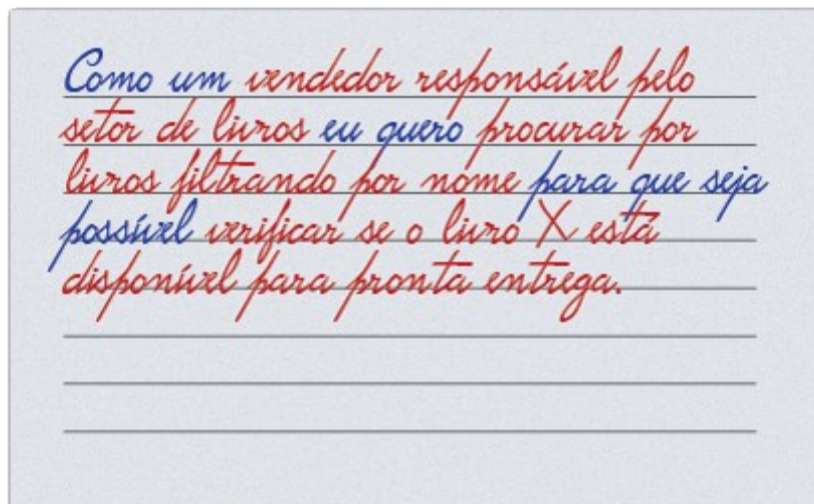 Como um vendedor responsável pelo
setor de livros eu quero procurar por
livros filtrando por nome para que seja
possível verificar se o livro X está
disponível para pronta entrega.